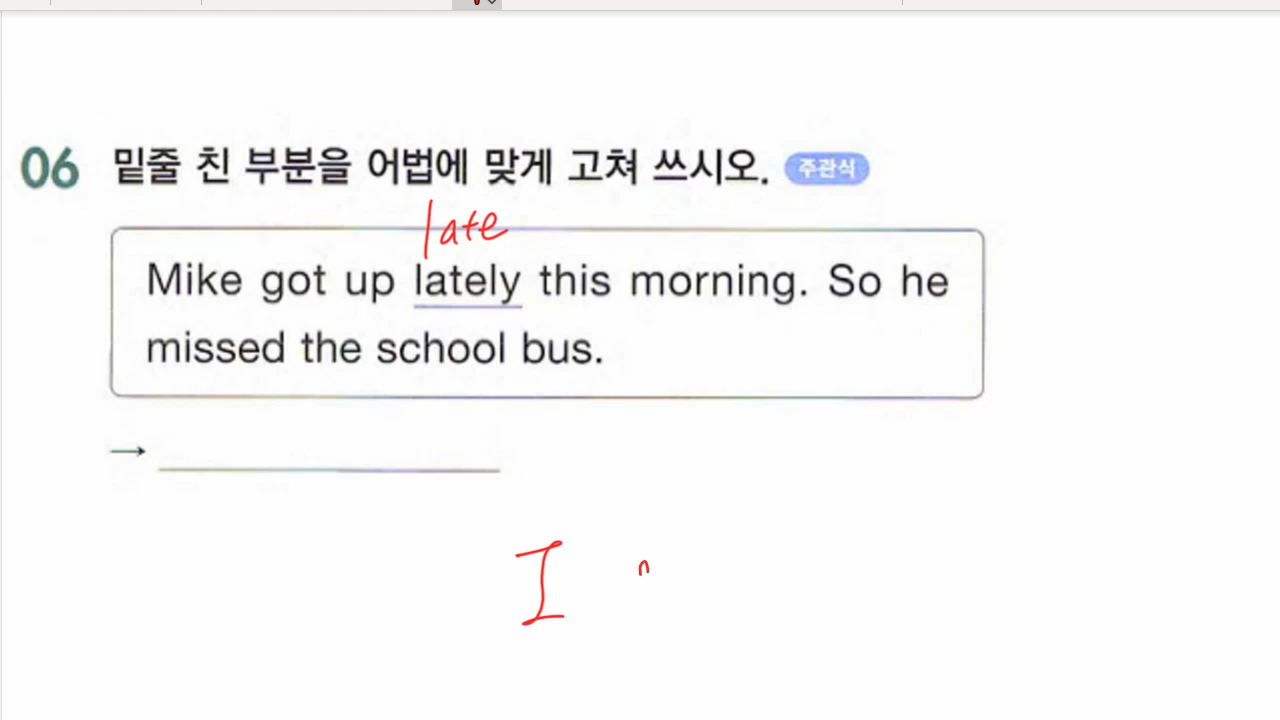 06 밑줄 친 부분을 어법에 맞게 고쳐 쓰시오. 주관식
late
Mike got up lately this morning. So he
missed the school bus.
→
I n